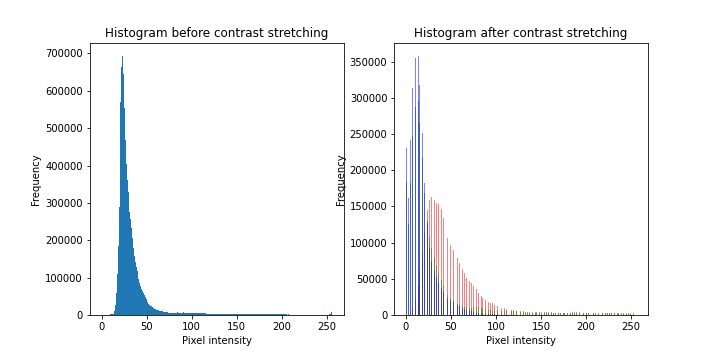 Histogram before contrast stretching
Histogram after contrast stretching
700000
600000
500000
400000
300000
200000
100000
0
Frequency
0 50 100 150 200 250
Pixel intensity
350000
300000
250000
200000
150000
100000
50000
0
Frequency
0 50 100 150 200 250
Pixel intensity